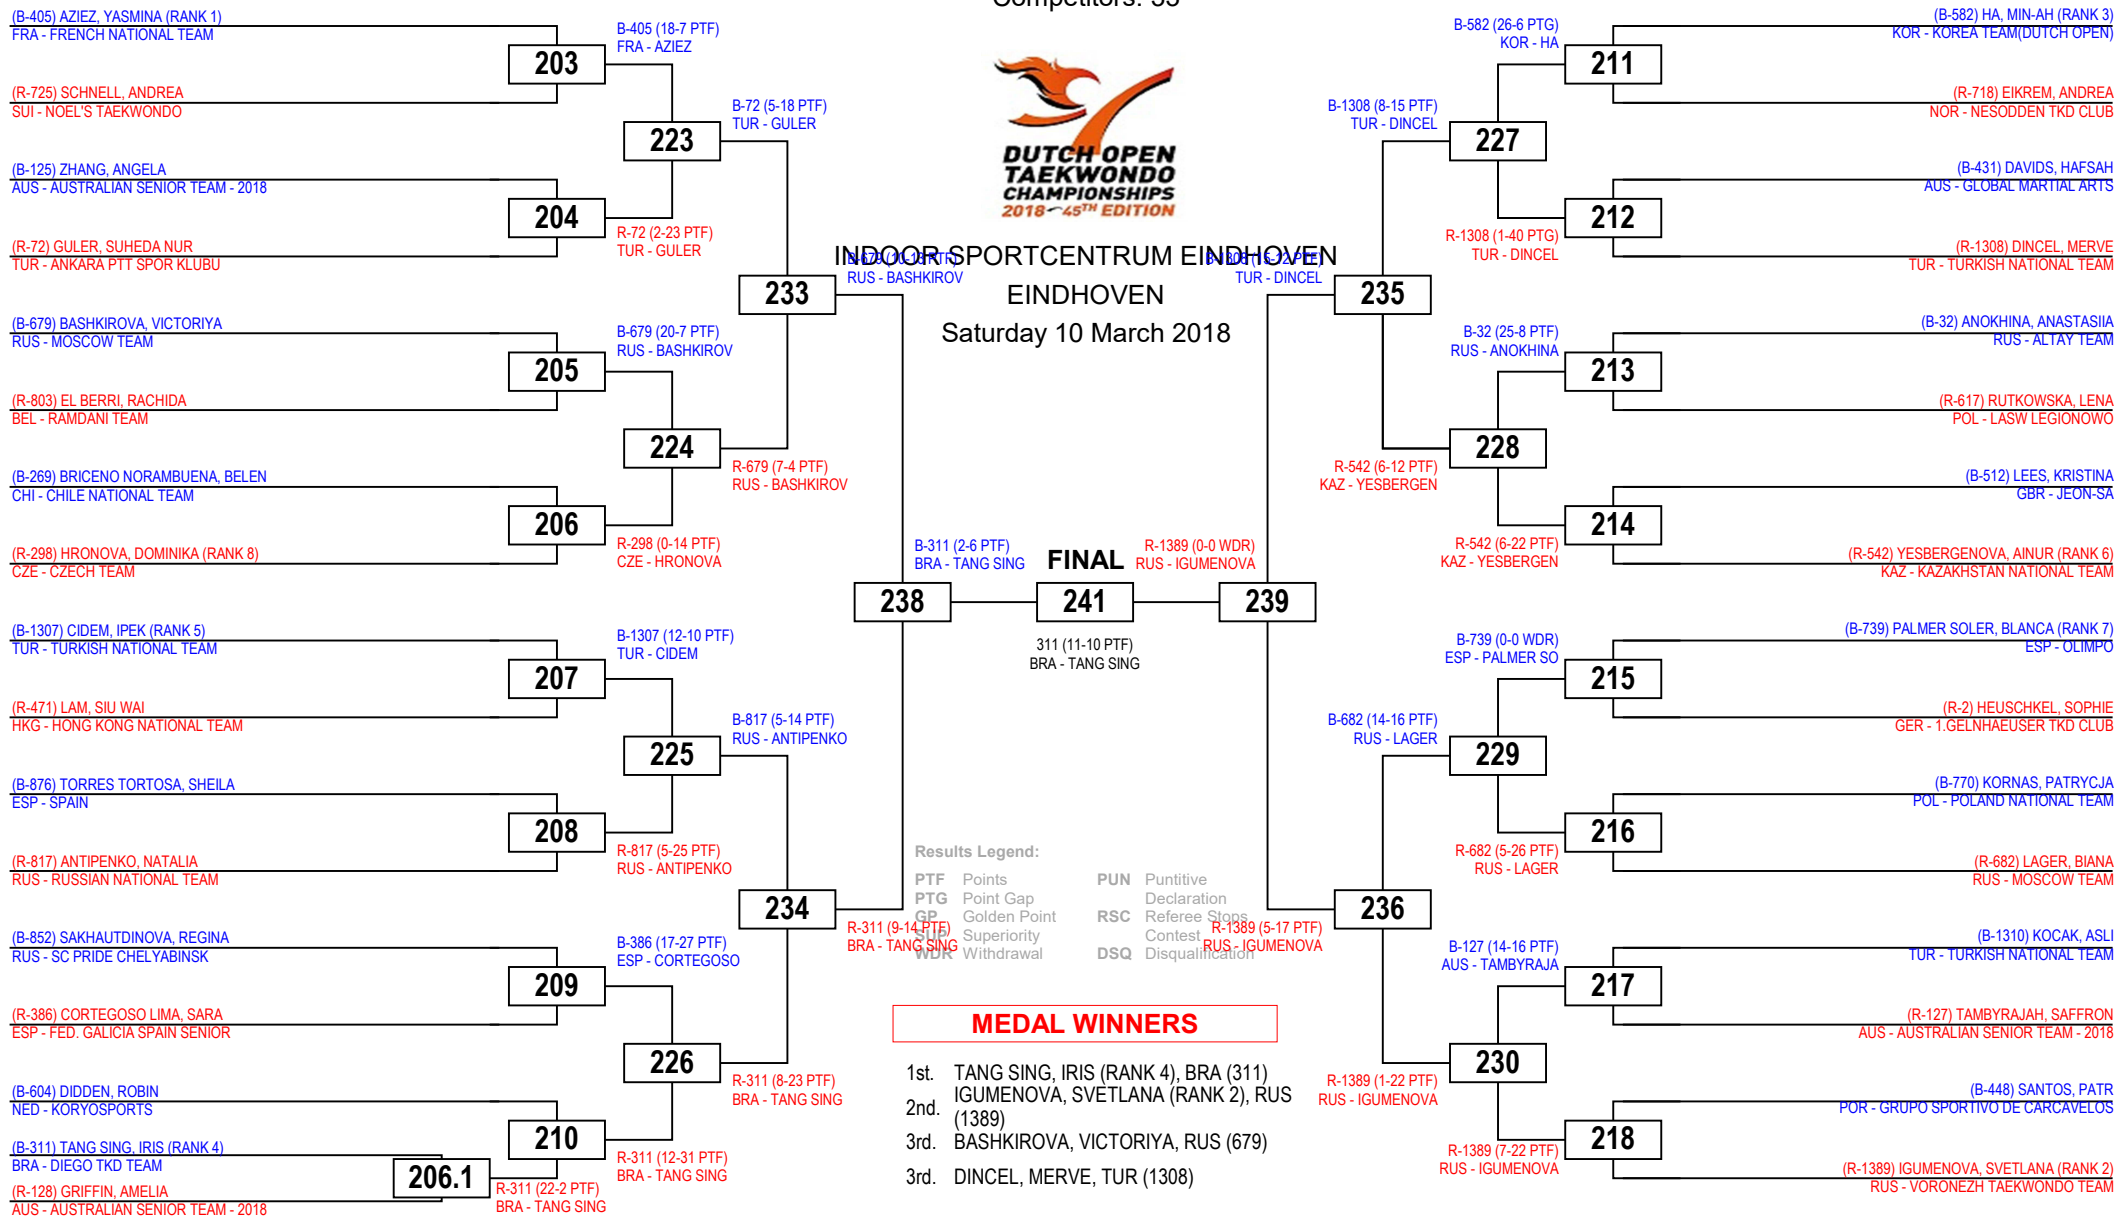 Competitors: 33
(B-405) AZIEZ, YASMINA (RANK 1)
FRA - FRENCH NATIONAL TEAM
203
(R-725) SCHNELL, ANDREA
SUI - NOEL'S TAEKWONDO
B-405 (18-7 PTF)
FRA - AZIEZ
223
(B-125) ZHANG, ANGELA
AUS - AUSTRALIAN SENIOR TEAM - 2018
204
(R-72) GULER, SUHEDA NUR
TUR - ANKARA PTT SPOR KLUBU
R-72 (2-23 PTF)
TUR - GULER
B-72 (5-18 PTF)
TUR - GULER
233
(B-679) BASHKIROVA, VICTORIYA
RUS - MOSCOW TEAM
205
(R-803) EL BERRI, RACHIDA
BEL - RAMDANI TEAM
B-679 (20-7 PTF)
RUS - BASHKIROV
224
(B-269) BRICENO NORAMBUENA, BELEN
CHI - CHILE NATIONAL TEAM
206
(R-298) HRONOVA, DOMINIKA (RANK 8)
CZE - CZECH TEAM
R-298 (0-14 PTF)
CZE - HRONOVA
R-679 (7-4 PTF)
RUS - BASHKIROV
RUS - BASHKIROV
(B-1307) CIDEM, IPEK (RANK 5)
TUR - TURKISH NATIONAL TEAM
207
(R-471) LAM, SIU WAI
HKG - HONG KONG NATIONAL TEAM
B-1307 (12-10 PTF)
TUR - CIDEM
225
(B-876) TORRES TORTOSA, SHEILA
ESP - SPAIN
208
(R-817) ANTIPENKO, NATALIA
RUS - RUSSIAN NATIONAL TEAM
R-817 (5-25 PTF)
RUS - ANTIPENKO
B-817 (5-14 PTF)
RUS - ANTIPENKO
234
(B-852) SAKHAUTDINOVA, REGINA
RUS - SC PRIDE CHELYABINSK
209
(R-386) CORTEGOSO LIMA, SARA
ESP - FED. GALICIA SPAIN SENIOR
B-386 (17-27 PTF)
ESP - CORTEGOSO
226
(B-604) DIDDEN, ROBIN
NED - KORYOSPORTS
210
(B-311) TANG SING, IRIS (RANK 4)
BRA - DIEGO TKD TEAM
206.1
(R-128) GRIFFIN, AMELIA
AUS - AUSTRALIAN SENIOR TEAM - 2018
R-311 (22-2 PTF)
BRA - TANG SING
R-311 (12-31 PTF)
BRA - TANG SING
R-311 (8-23 PTF)
BRA - TANG SING
R-311 (9-14 PTF)
BRA - TANG SING
DUTCH OPEN
TAEKWONDO
CHAMPIONSHIPS
2018 - 45TH EDITION
INDOOR SPORTCENTRUM EINDHOVEN
EINDHOVEN
Saturday 10 March 2018
B-311 (2-6 PTF)
BRA - TANG SING
FINAL
R-1389 (0-0 WDR)
RUS - IGUMENOVA
238
241
239
311 (11-10 PTF)
BRA - TANG SING
Results Legend:
PTF Points
PTG Point Gap
GP Golden Point
SUP Superiority
WDR Withdrawal
PUN Puntitive
Declaration
RSC Referee Stops
Contest
DSQ Disqualification
MEDAL WINNERS
1st. TANG SING, IRIS (RANK 4), BRA (311)
2nd. IGUMENOVA, SVETLANA (RANK 2), RUS
(1389)
3rd. BASHKIROVA, VICTORIYA, RUS (679)
3rd. DINCEL, MERVE, TUR (1308)
(B-582) HA, MIN-AH (RANK 3)
KOR - KOREA TEAM(DUTCH OPEN)
211
(R-718) EIKREM, ANDREA
NOR - NESODDEN TKD CLUB
B-582 (26-6 PTG)
KOR - HA
227
(B-431) DAVIDS, HAFSAH
AUS - GLOBAL MARTIAL ARTS
212
(R-1308) DINCEL, MERVE
TUR - TURKISH NATIONAL TEAM
R-1308 (1-40 PTG)
TUR - DINCEL
B-1308 (8-15 PTF)
TUR - DINCEL
235
TUR - DINCEL
(B-32) ANOKHINA, ANASTASIIA
RUS - ALTAY TEAM
213
(R-617) RUTKOWSKA, LENA
POL - LASW LEGIONOWO
B-32 (25-8 PTF)
RUS - ANOKHINA
228
(B-512) LEES, KRISTINA
GBR - JEON-SA
214
(R-542) YESBERGENOVA, AINUR (RANK 6)
KAZ - KAZAKHSTAN NATIONAL TEAM
R-542 (6-22 PTF)
KAZ - YESBERGEN
R-542 (6-12 PTF)
KAZ - YESBERGEN
(B-739) PALMER SOLER, BLANCA (RANK 7)
ESP - OLIMPO
215
(R-2) HEUSCHKEL, SOPHIE
GER - 1.GELNHAEUSER TKD CLUB
B-739 (0-0 WDR)
ESP - PALMER SO
229
(B-770) KORNAS, PATRYCJA
POL - POLAND NATIONAL TEAM
216
(R-682) LAGER, BIANA
RUS - MOSCOW TEAM
R-682 (5-26 PTF)
RUS - LAGER
B-682 (14-16 PTF)
RUS - LAGER
236
R-1389 (5-17 PTF)
RUS - IGUMENOVA
(B-1310) KOCAK, ASLI
TUR - TURKISH NATIONAL TEAM
217
(R-127) TAMBYRAJAH, SAFFRON
AUS - AUSTRALIAN SENIOR TEAM - 2018
B-127 (14-16 PTF)
AUS - TAMBYRAJA
230
(B-448) SANTOS, PATR
POR - GRUPO SPORTIVO DE CARCAVELOS
218
(R-1389) IGUMENOVA, SVETLANA (RANK 2)
RUS - VORONEZH TAEKWONDO TEAM
R-1389 (7-22 PTF)
RUS - IGUMENOVA
R-1389 (1-22 PTF)
RUS - IGUMENOVA